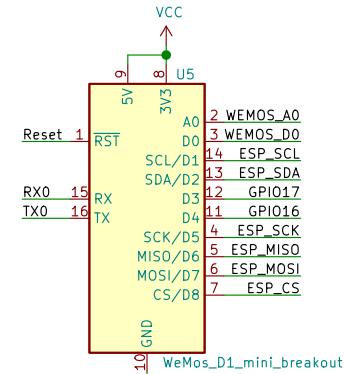 VCC
9 8 U5
5V 3V3
A0 2 WEMOS_A0
Reset 1 RST D0 3 WEMOS_D0
SCL/D1 14 ESP_SCL
SDA/D2 13 ESP_SDA
RX0 15 RX D3 12 GPIO17
TX0 16 TX D4 11 GPIO16
SCK/D5 4 ESP_SCK
MISO/D6 5 ESP_MISO
MOSI/D7 6 ESP_MOSI
CS/D8 7 ESP_CS
GND
10 WeMos_D1_mini_breakout